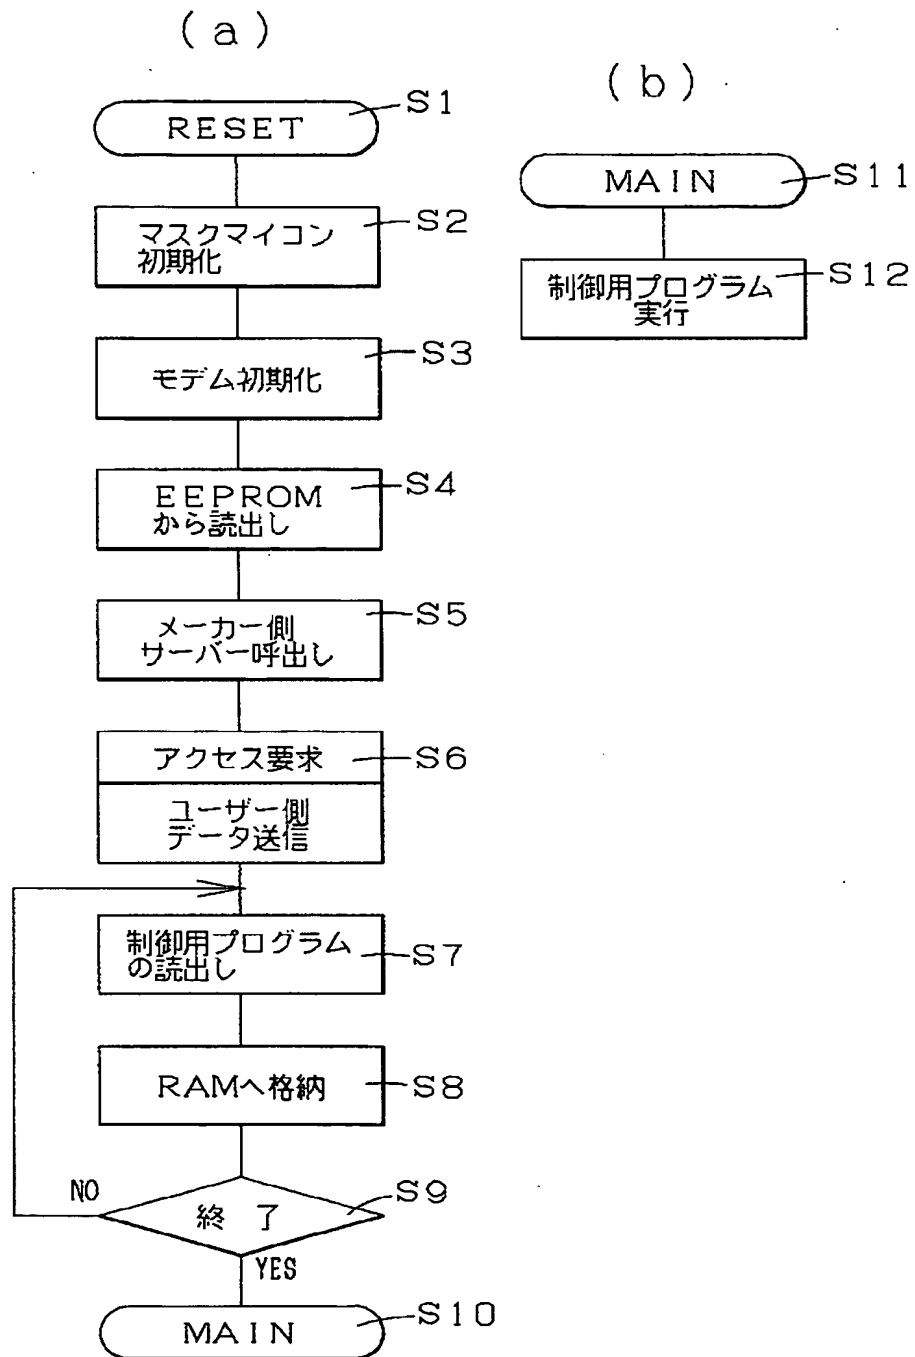 (a)
RESET
S1
マスクマイコン
初期化
S2
モデム初期化
S3
EEPROM
から読出し
S4
メーカー側
サーバー呼出し
S5
アクセス要求
S6
ユーザー側
データ送信
制御用プログラム
の読出し
S7
RAMへ格納
S8
NO
終 了
S9
YES
MAIN
S10
(b)
MAIN
S11
制御用プログラム
実行
S12